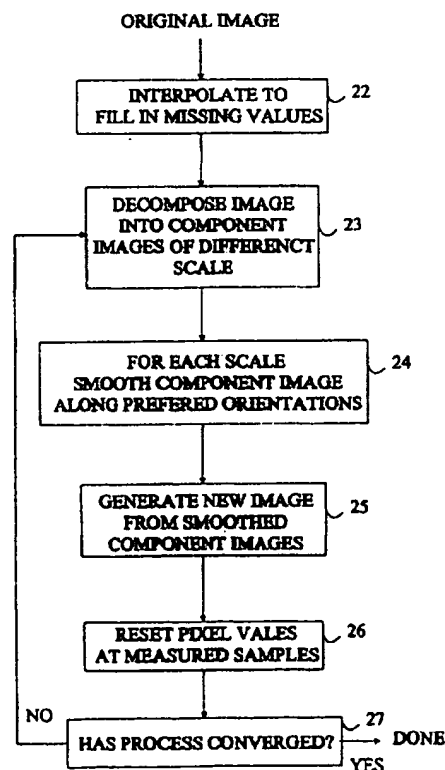 ORIGINAL IMAGE
INTERPOLATE TO
FILL IN MISSING VALUES
22
DECOMPOSE IMAGE
INTO COMPONENT
IMAGES OF DIFFERENCT
SCALE
23
FOR EACH SCALE
SMOOTH COMPONENT IMAGE
ALONG PREFERED ORIENTATIONS
24
GENERATE NEW IMAGE
FROM SMOOTHED
COMPONENT IMAGES
25
RESET PIXEL VALES
AT MEASURED SAMPLES
26
NO
HAS PROCESS CONVERGED?
27
DONE
YES